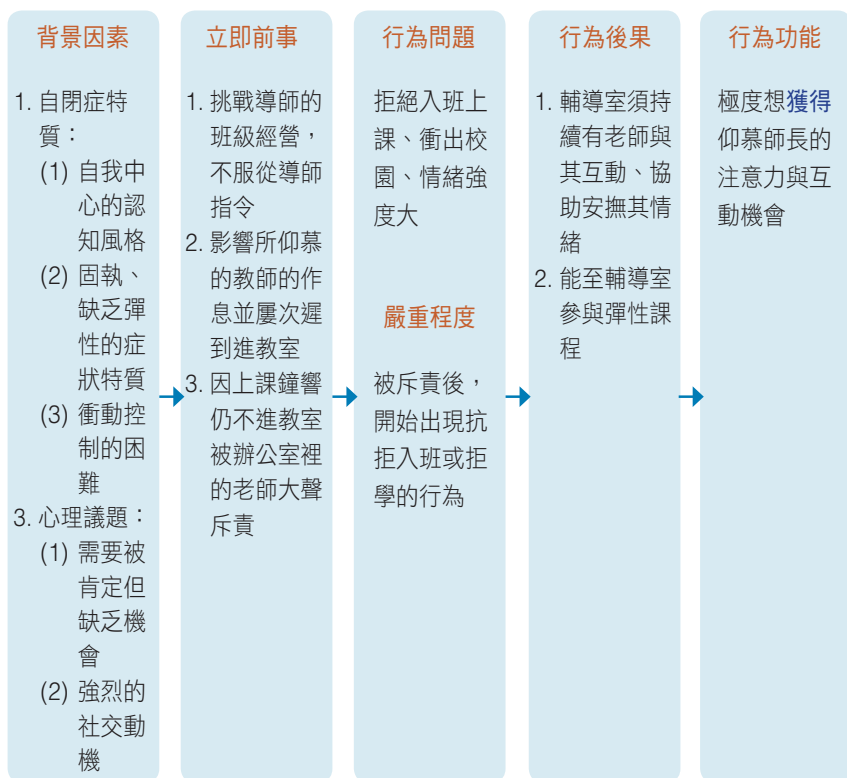 背景因素
1. 自閉症特
質：
(1) 自我中
心的認
知風格
(2) 固執、
缺乏彈
性的症
狀特質
(3) 衝動控
制的困
難
3. 心理議題：
(1) 需要被
肯定但
缺乏機
會
(2) 強烈的
社交動
機
立即前事
1. 挑戰導師的
班級經營，
不服從導師
指令
2. 影響所仰慕
的教師的作
息並屢次遲
到進教室
3. 因上課鐘響
仍不進教室
被辦公室裡
的老師大聲
斥責
行為問題
拒絕入班上
課、衝出校
園、情緒強
度大
嚴重程度
被斥責後，
開始出現抗
拒入班或拒
學的行為
行為後果
1. 輔導室須持
續有老師與
其互動、協
助安撫其情
緒
2. 能至輔導室
參與彈性課
程
行為功能
極度想獲得
仰慕師長的
注意力與互
動機會